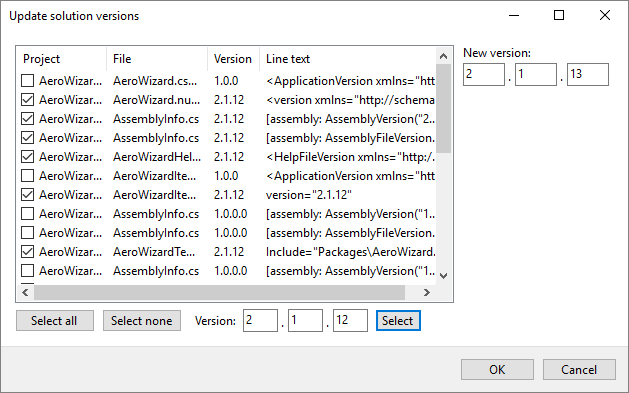 Update solution versions
Project File Version Line text
AeroWizar... AeroWizard.cs... 1.0.0 <ApplicationVersion xmlns="htt
AeroWizar... AeroWizard.nu... 2.1.12 <version xmlns="http://schema
AeroWizar... AssemblyInfo.cs 2.1.12 [assembly: AssemblyVersion("2...
AeroWizar... AssemblyInfo.cs 2.1.12 [assembly: AssemblyFileVersion.
AeroWizar... AeroWizardHel... 2.1.12 <HelpFileVersion xmlns="http:/.
AeroWizar... AeroWizardIte... 1.0.0 <ApplicationVersion xmlns="htt
AeroWizar... AeroWizardIte... 2.1.12 version="2.1.12"
AeroWizar... AssemblyInfo.cs 1.0.0.0 [assembly: AssemblyVersion("1...
AeroWizar... AssemblyInfo.cs 1.0.0.0 [assembly: AssemblyFileVersion.
AeroWizar... AeroWizardTe... 2.1.12 Include="Packages\AeroWizard.
AeroWizar... AssemblyInfo.cs 1.0.0.0 [assembly: AssemblyVersion("1...
New version:
2 . 1 . 13
Select all Select none Version: 2 . 1 . 12 Select
OK Cancel